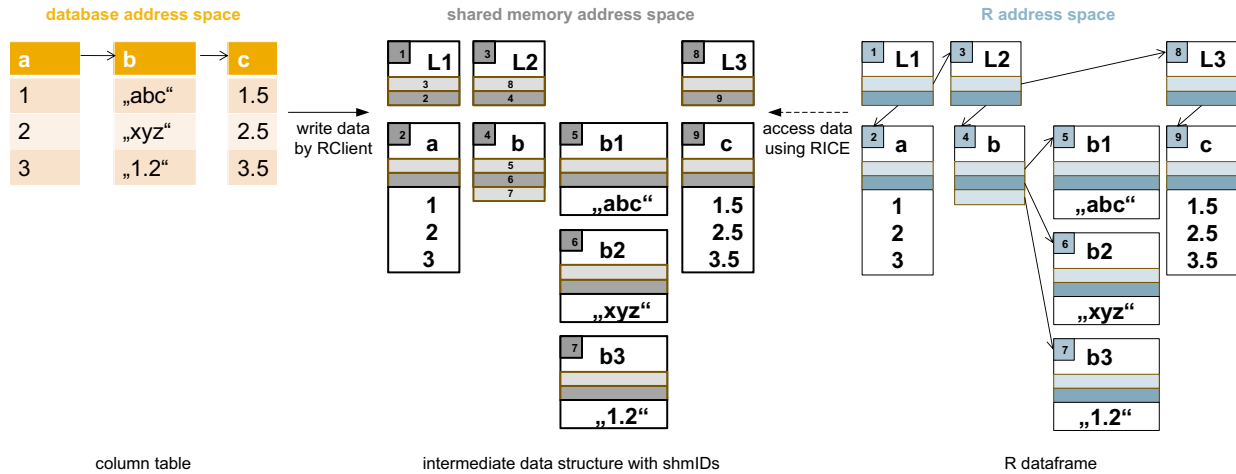 database address space
shared memory address space
R address space
a b c
1 „abc“ 1.5
2 „xyz“ 2.5
3 „1.2“ 3.5
write data
by RClient
1 L1
3
2
3 L2
8
4
8 L3
9
2 a
1
2
3
4 b
5
6
7
5 b1
„abc“
6 b2
„xyz“
7 b3
„1.2“
9 c
1.5
2.5
3.5
access data
using RICE
1 L1
3 L2
8 L3
2 a
1
2
3
4 b
5 b1
„abc“
6 b2
„xyz“
7 b3
„1.2“
9 c
1.5
2.5
3.5
column table
intermediate data structure with shmIDs
R dataframe